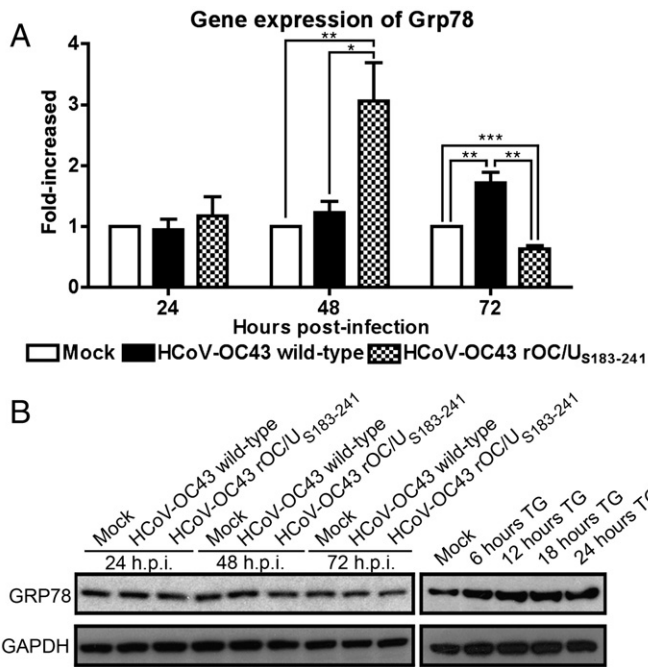 A
Gene expression of Grp78
Fold-increased
4
3
2
1
0
** 
*
***
** **
24 48 72
Hours post-infection
Mock HCoV-OC43 wild-type HCoV-OC43 rOC/US183-241
B
Mock HCoV-OC43 wild-type HCoV-OC43 rOC/U S183-241 Mock HCoV-OC43 wild-type HCoV-OC43 rOC/U S183-241 Mock HCoV-OC43 wild-type HCoV-OC43 rOC/U S183-241 Mock 6 hours TG 12 hours TG 18 hours TG 24 hours TG
24 h.p.i. 48 h.p.i. 72 h.p.i.
GRP78
GAPDH